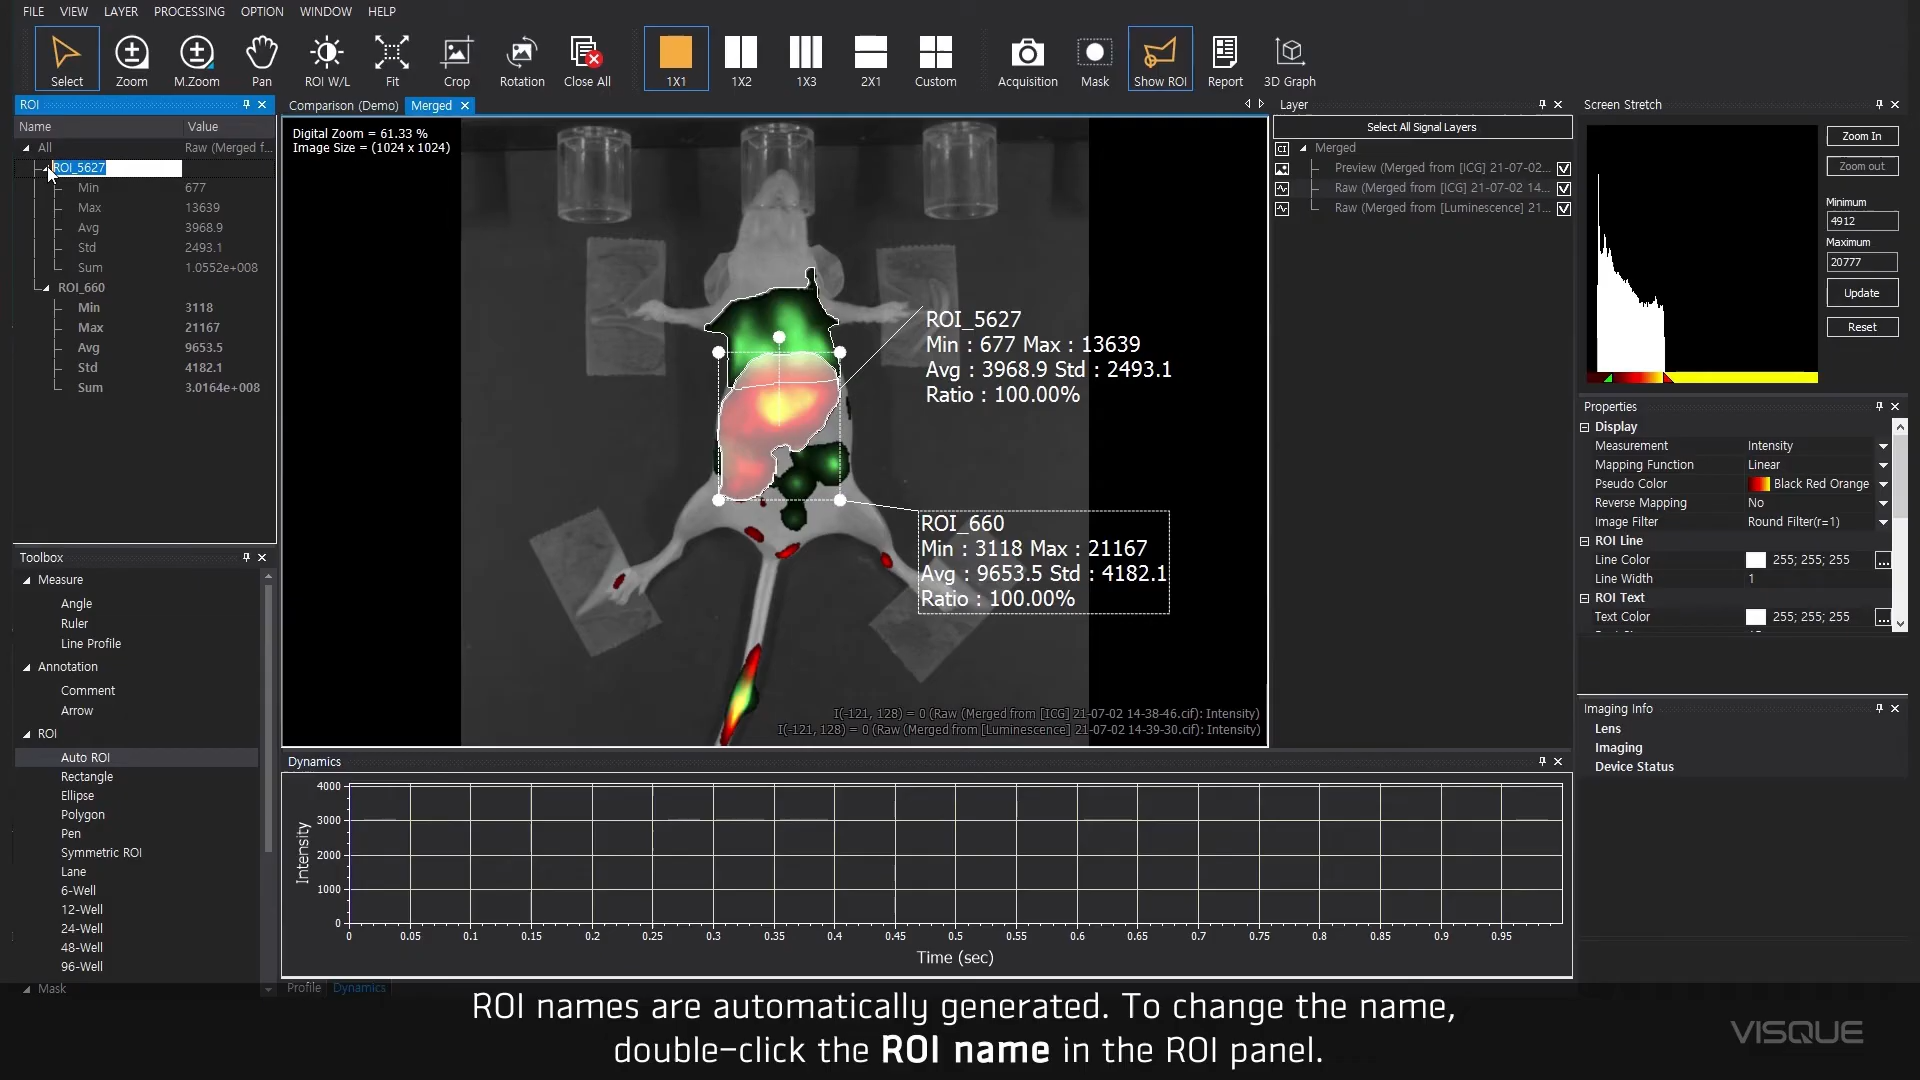 FILE VIEW LAYER PROCESSING OPTION WINDOW HELP
Select Zoom M.Zoom Pan ROI W/L Fit Crop Rotation Close All 1X1 1X2 1X3 2X1 Custom Acquisition Mask Show ROI Report 3D Graph
ROI
Name Value
All Raw (Merged f...
ROI_5627
Min 677
Max 13639
Avg 3968.9
Std 2493.1
Sum 1.0552e+008
ROI_660
Min 3118
Max 21167
Avg 9653.5
Std 4182.1
Sum 3.0164e+008
Toolbox
Measure
Angle
Ruler
Line Profile
Annotation
Comment
Arrow
ROI
Auto ROI
Rectangle
Ellipse
Polygon
Pen
Symmetric ROI
Lane
6-Well
12-Well
24-Well
48-Well
96-Well
Mask
Comparison (Demo) Merged
Digital Zoom = 61.33 %
Image Size = (1024 x 1024)
ROI_5627
Min : 677 Max : 13639
Avg : 3968.9 Std : 2493.1
Ratio : 100.00%
ROI_660
Min : 3118 Max : 21167
Avg : 9653.5 Std : 4182.1
Ratio : 100.00%
I(-121, 128) = 0 (Raw (Merged from [ICG] 21-07-02 14-38-46.cif): Intensity)
I(-121, 128) = 0 (Raw (Merged from [Luminescence] 21-07-02 14-39-30.cif): Intensity)
Dynamics
Intensity
4000
3000
2000
1000
0
0 0.05 0.1 0.15 0.2 0.25 0.3 0.35 0.4 0.45 0.5 0.55 0.6 0.65 0.7 0.75 0.8 0.85 0.9 0.95
Time (sec)
Profile Dynamics
Layer
Select All Signal Layers
CI Merged
Preview (Merged from [ICG] 21-07-02...
Raw (Merged from [ICG] 21-07-02 14...
Raw (Merged from [Luminescence] 21...
Screen Stretch
Zoom In
Zoom out
Minimum
4912
Maximum
20777
Update
Reset
Properties
Display
Measurement Intensity
Mapping Function Linear
Pseudo Color Black Red Orange
Reverse Mapping No
Image Filter Round Filter(r=1)
ROI Line
Line Color 255; 255; 255 ...
Line Width 1
ROI Text
Text Color 255; 255; 255 ...
Imaging Info
Lens
Imaging
Device Status
ROI names are automatically generated. To change the name,
double-click the ROI name in the ROI panel.
VISQUE